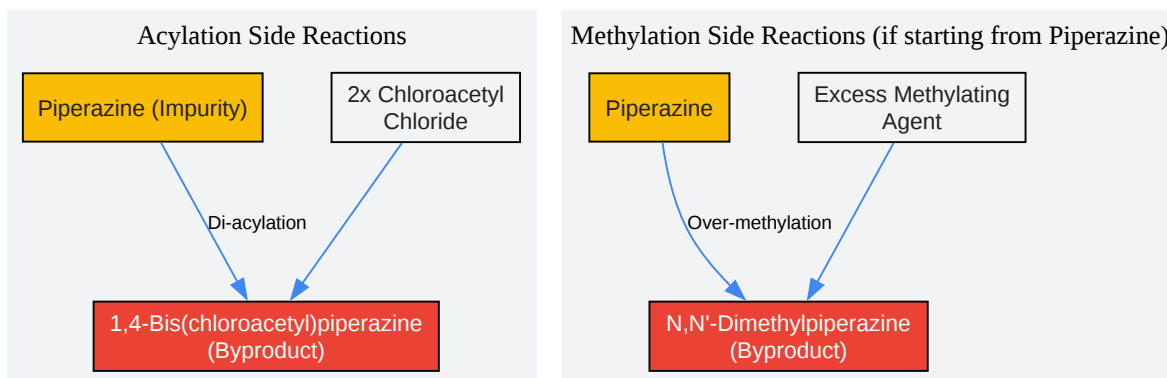 Acylation Side Reactions
Piperazine (Impurity)
2x Chloroacetyl
Chloride
Di-acylation
1,4-Bis(chloroacetyl)piperazine
(Byproduct)
Methylation Side Reactions (if starting from Piperazine)
Piperazine
Excess Methylating
Agent
Over-methylation
N,N'-Dimethylpiperazine
(Byproduct)